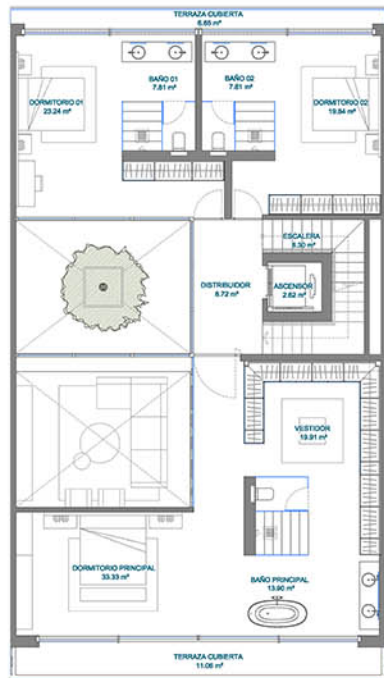 TERRAZA CUBIERTA
6.65 m²
BAÑO 01
7.81 m²
BAÑO 02
7.81 m²
DORMITORIO 01
23.24 m²
DORMITORIO 02
19.94 m²
ESCALERA
5.30 m²
DISTRIBUIDOR
6.72 m²
ASCENSOR
2.62 m²
VESTIDOR
19.91 m²
DORMITORIO PRINCIPAL
33.33 m²
BAÑO PRINCIPAL
13.90 m²
TERRAZA CUBIERTA
11.06 m²